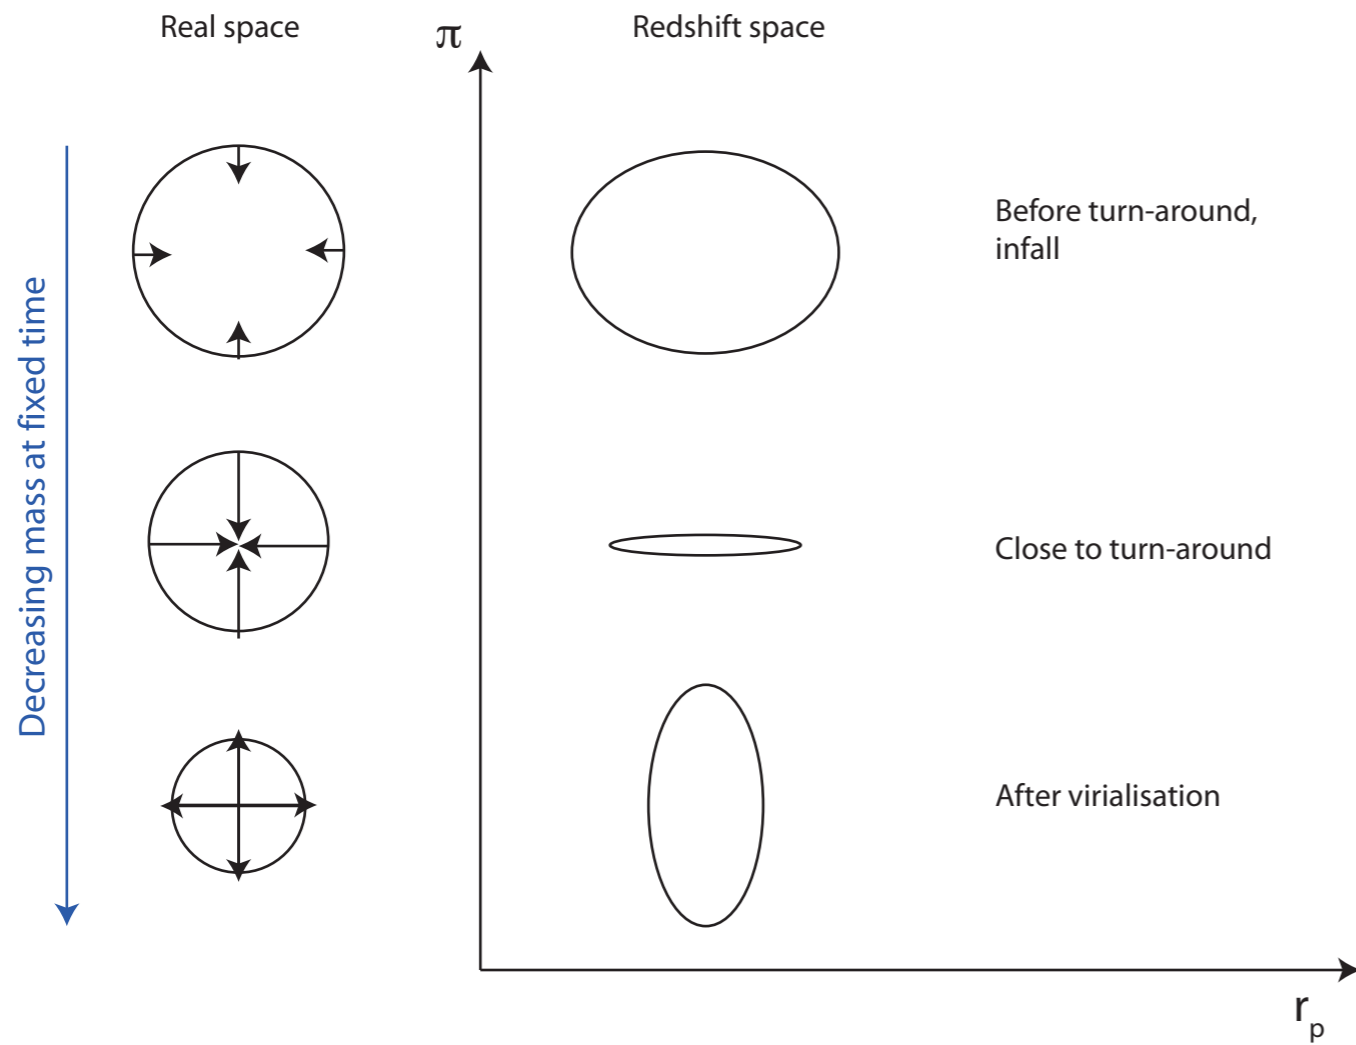 Real space
π
Redshift space
Decreasing mass at fixed time
Before turn-around,
infall
Close to turn-around
After virialisation
rp